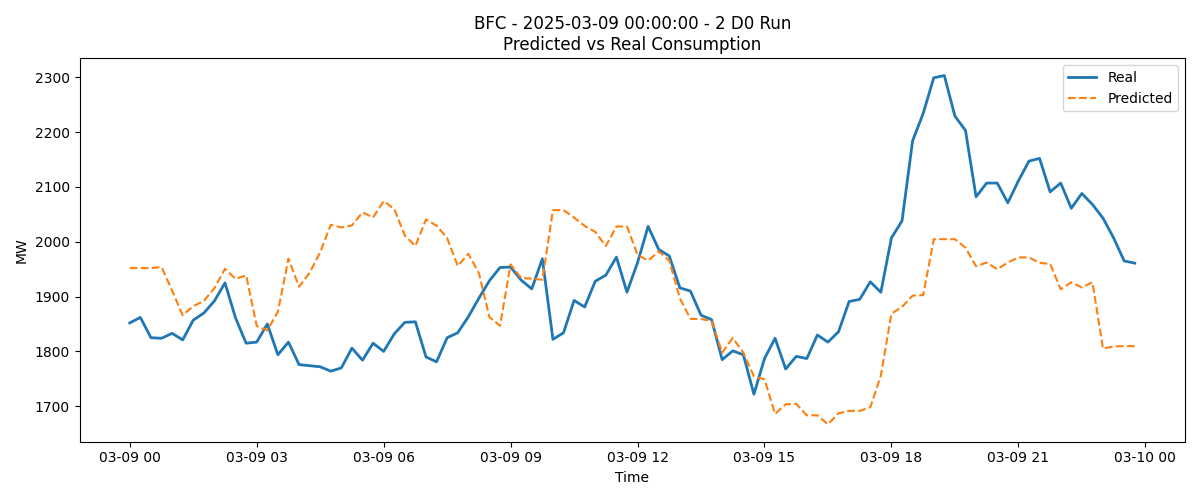 BFC - 2025-03-09 00:00:00 - 2 D0 Run
Predicted vs Real Consumption
Real
Predicted
MW
2300
2200
2100
2000
1900
1800
1700
03-09 00
03-09 03
03-09 06
03-09 09
03-09 12
03-09 15
03-09 18
03-09 21
03-10 00
Time